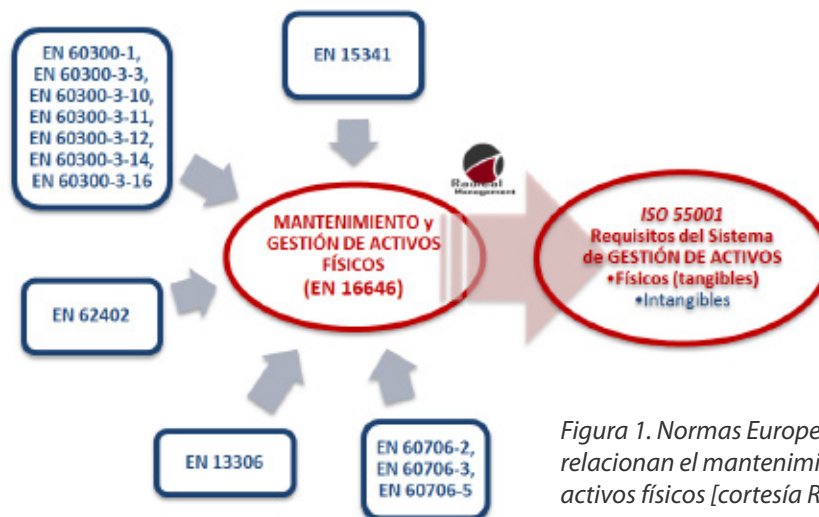 EN 60300-1,
EN 60300-3-3,
EN 60300-3-10,
EN 60300-3-11,
EN 60300-3-12,
EN 60300-3-14,
EN 60300-3-16
EN 15341
Radical
Management
MANTENIMIENTO y
GESTIÓN DE ACTIVOS
FÍSICOS
(EN 16646)
ISO 55001
Requisitos del Sistema
de GESTIÓN DE ACTIVOS
•Físicos (tangibles)
•Intangibles
EN 62402
EN 13306
EN 60706-2,
EN 60706-3,
EN 60706-5
Figura 1. Normas Europe
relacionan el mantenimi
activos físicos [cortesía R